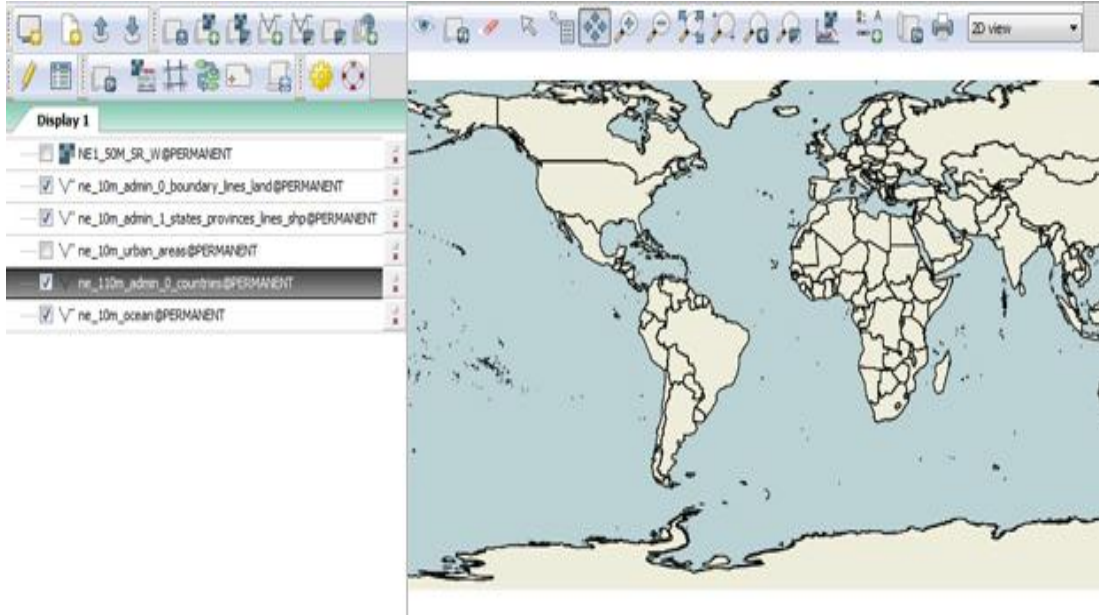 2D view
Display 1
NE1_50M_SR_W@PERMANENT
ne_10m_admin_0_boundary_lines_land@PERMANENT
ne_10m_admin_1_states_provinces_lines_shp@PERMANENT
ne_10m_urban_areas@PERMANENT
ne_110m_admin_0_countries@PERMANENT
ne_10m_ocean@PERMANENT